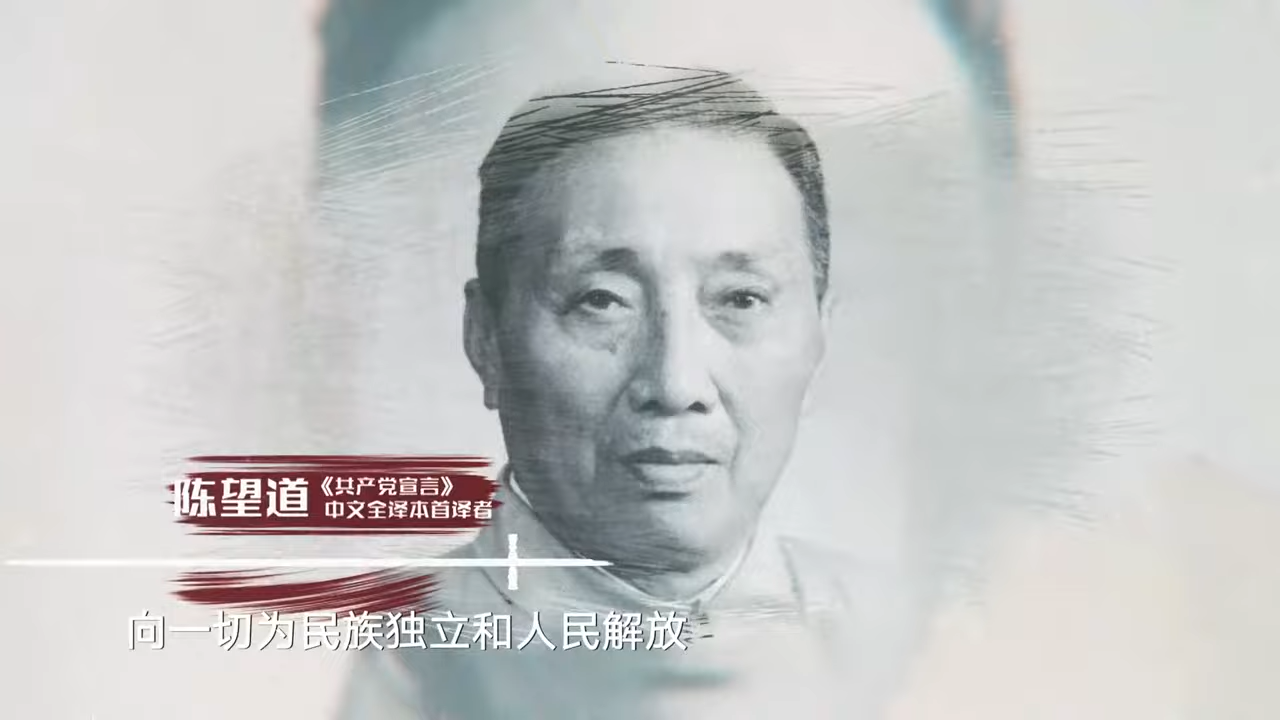 陈望道
《共产党宣言》
中文全译本首译者
向一切为民族独立和人民解放